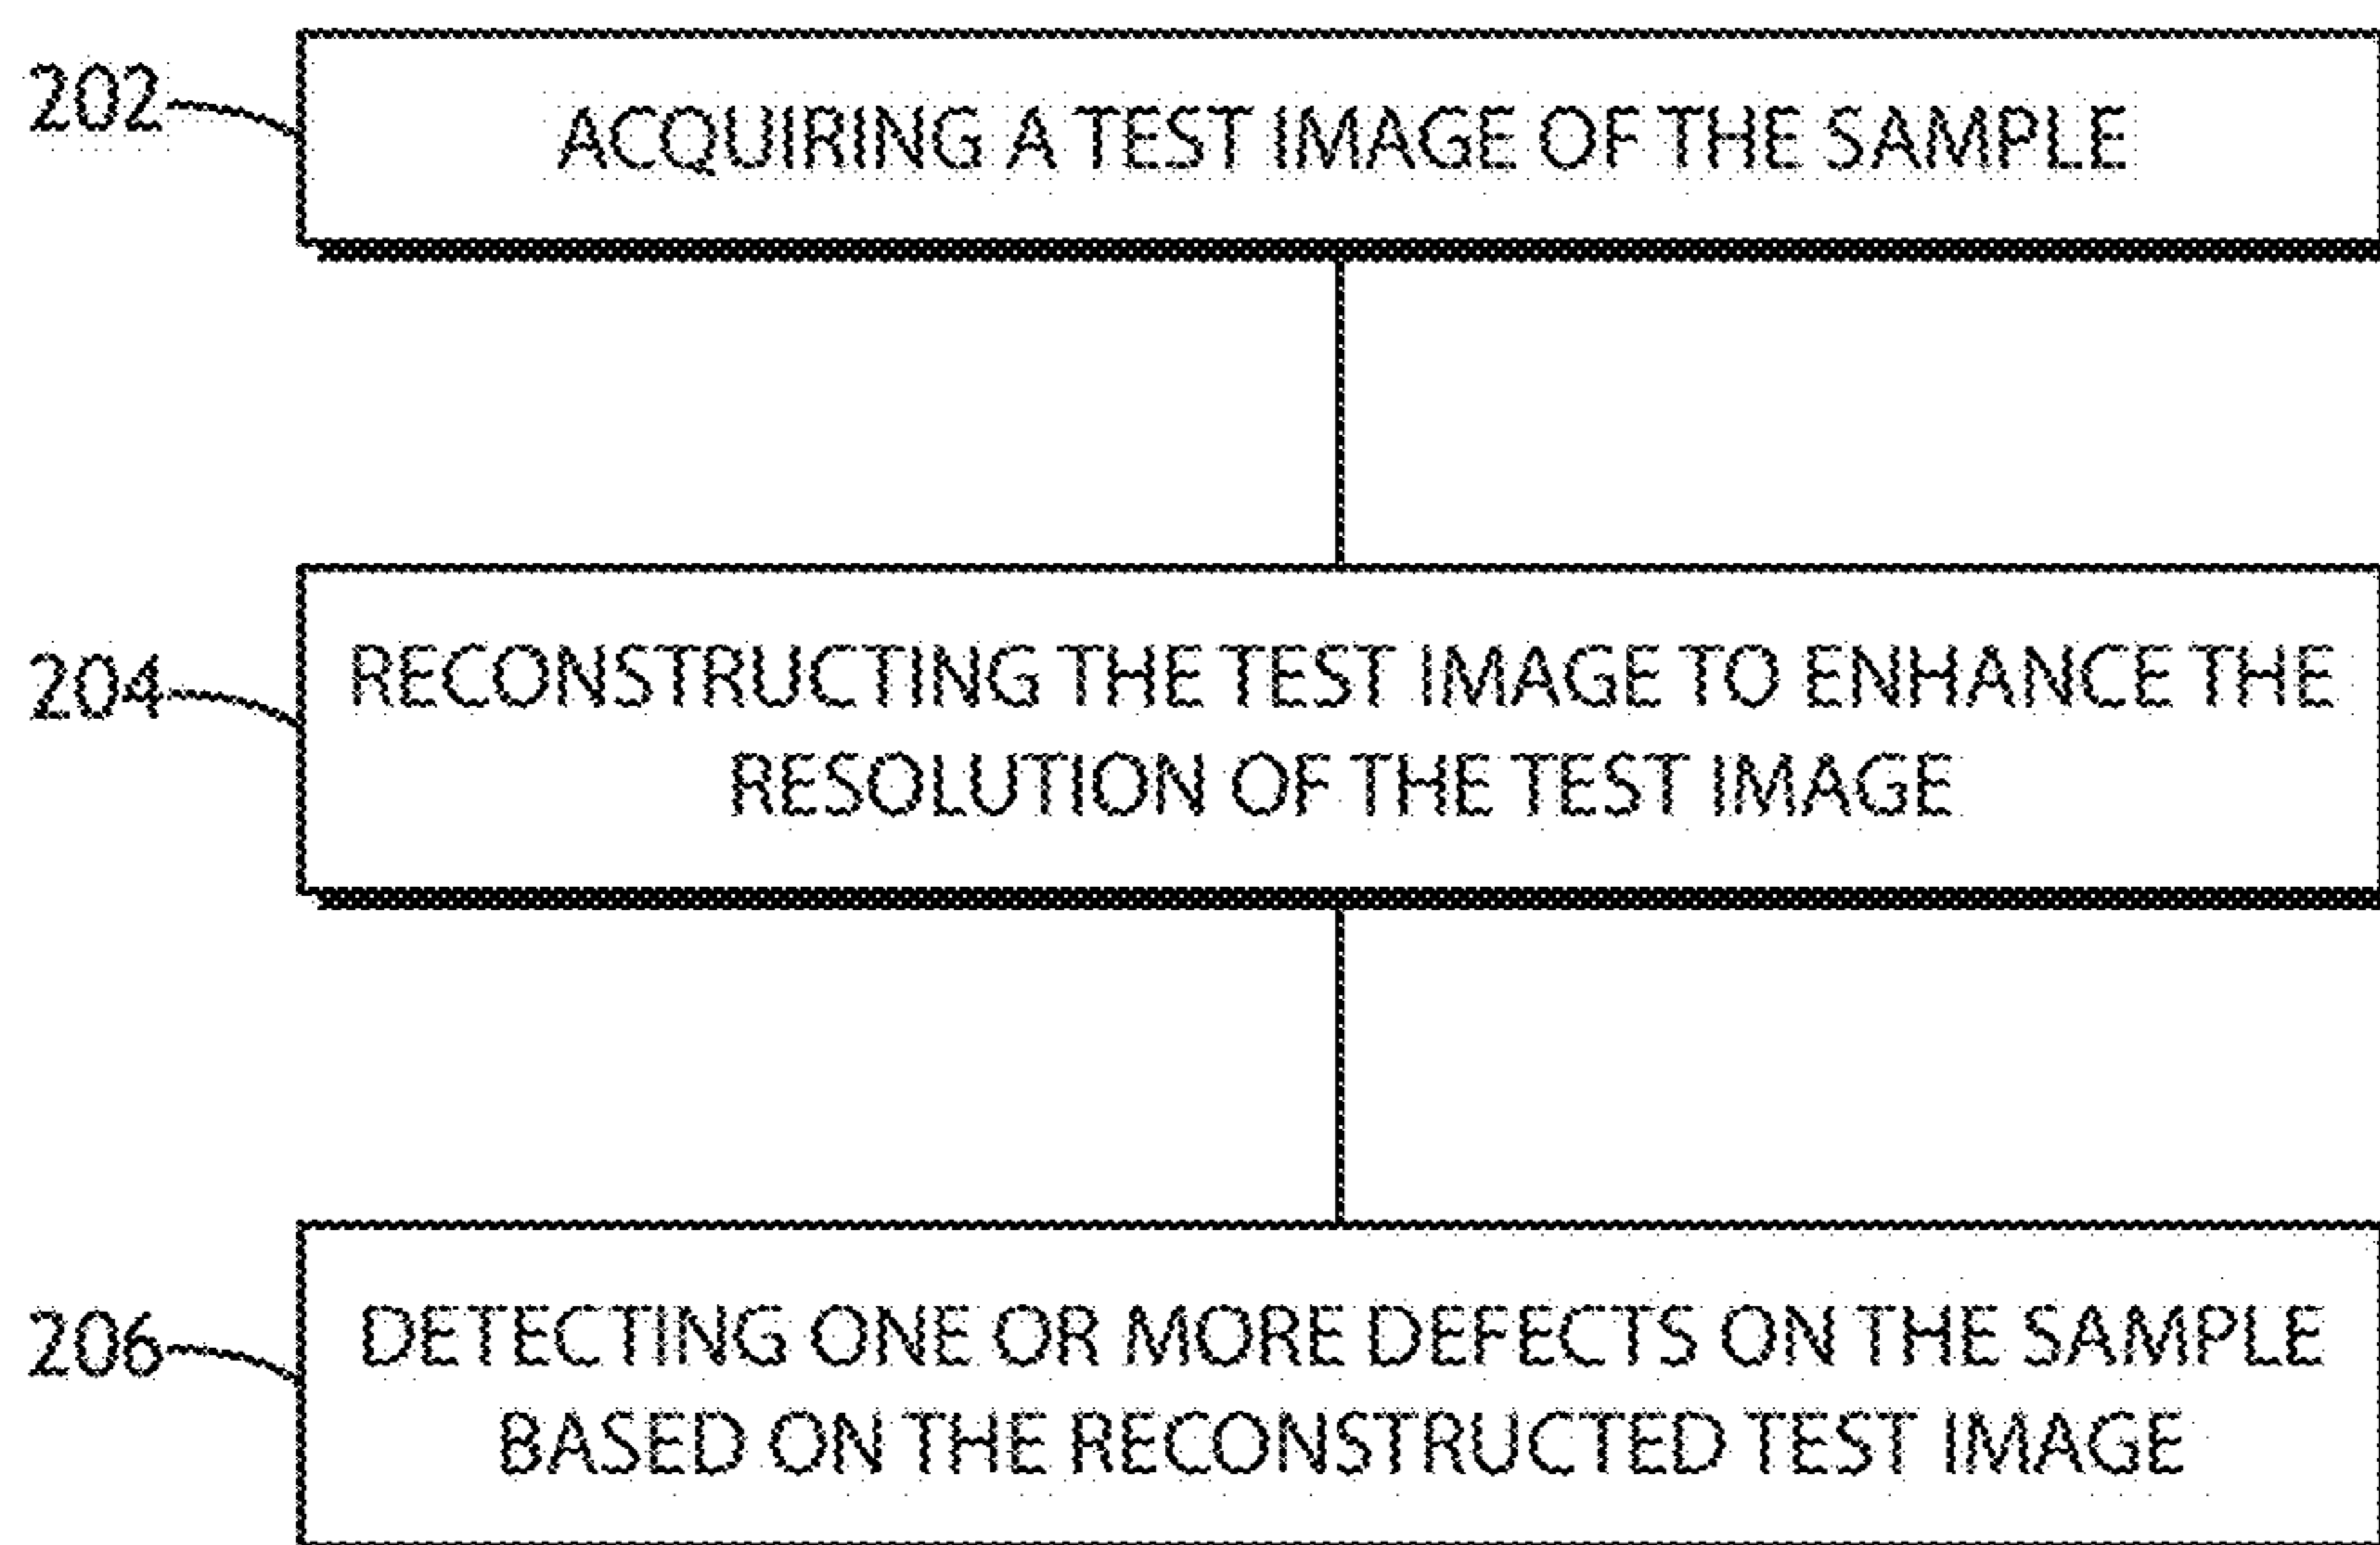 202
ACQUIRING A TEST IMAGE OF THE SAMPLE
204
RECONSTRUCTING THE TEST IMAGE TO ENHANCE THE
RESOLUTION OF THE TEST IMAGE
206
DETECTING ONE OR MORE DEFECTS ON THE SAMPLE
BASED ON THE RECONSTRUCTED TEST IMAGE